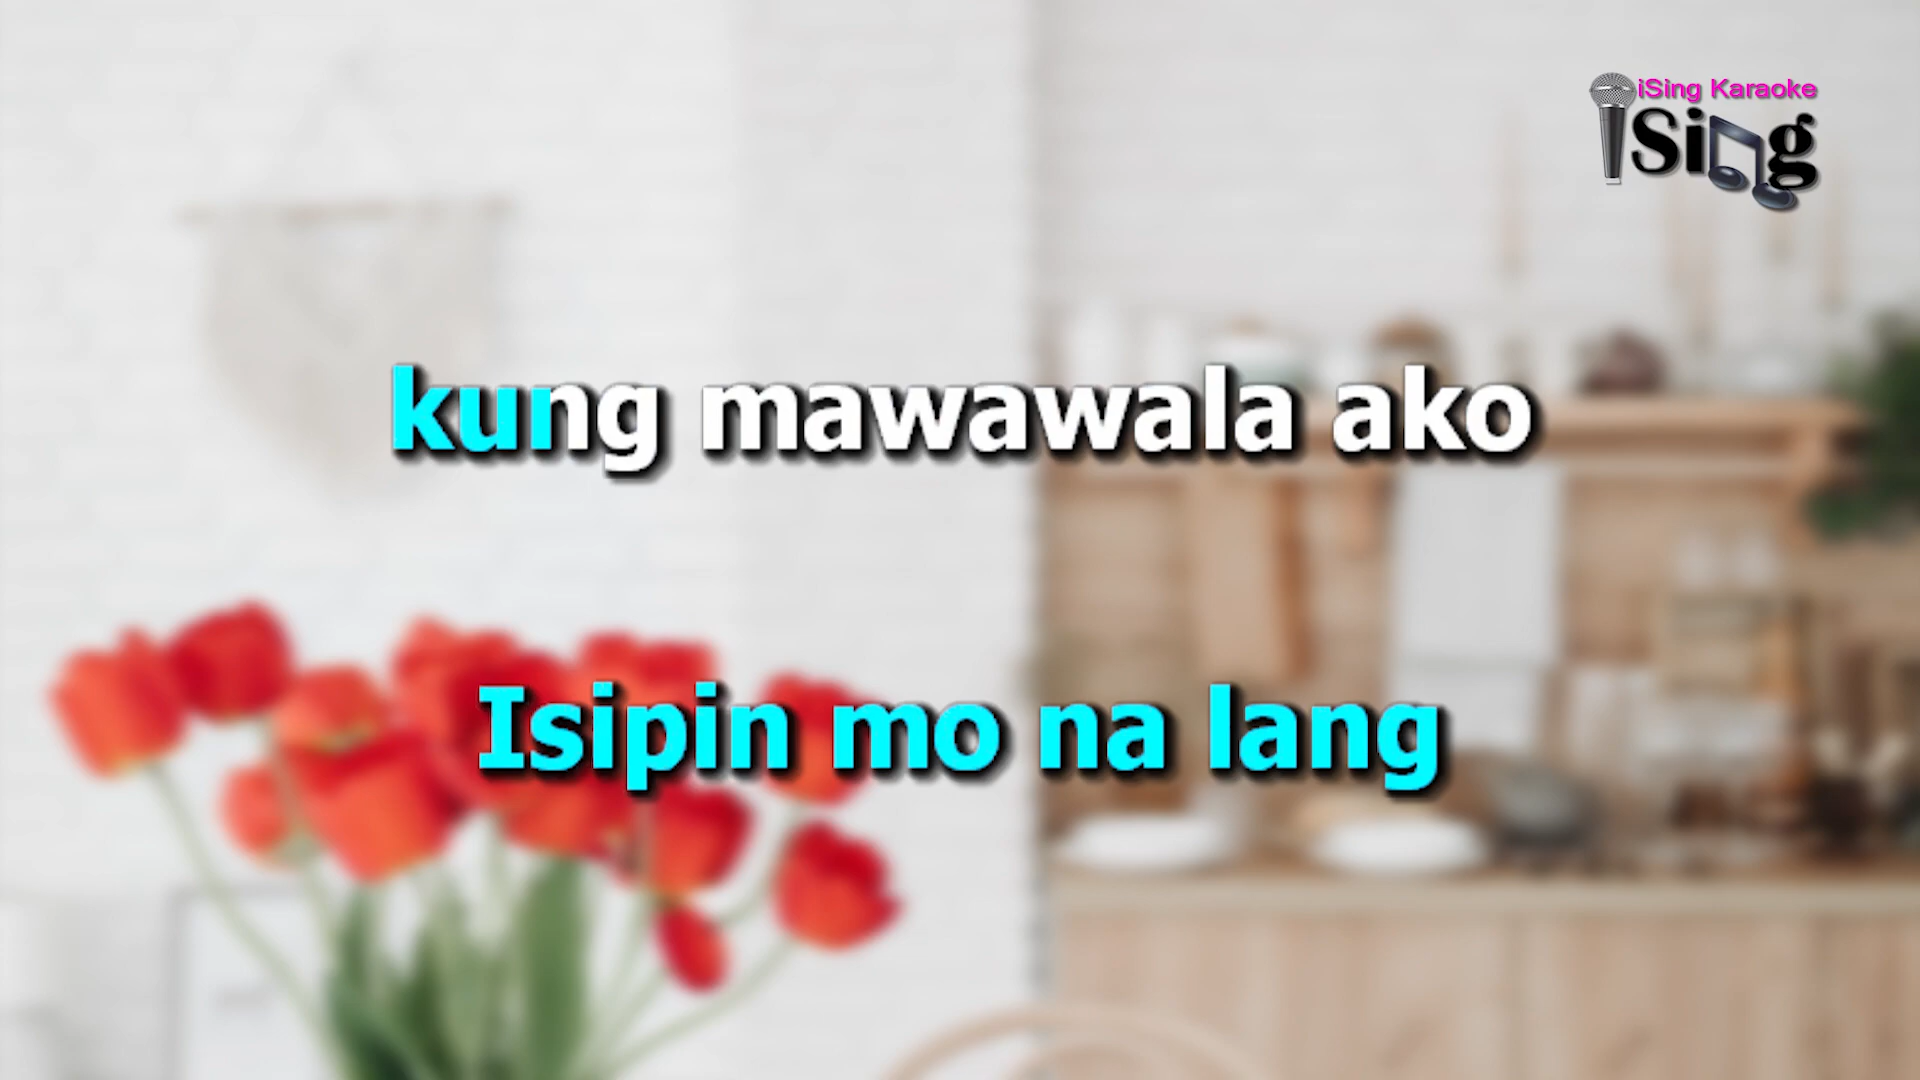 iSing Karaoke
iSing
kung mawawala ako
Isipin mo na lang